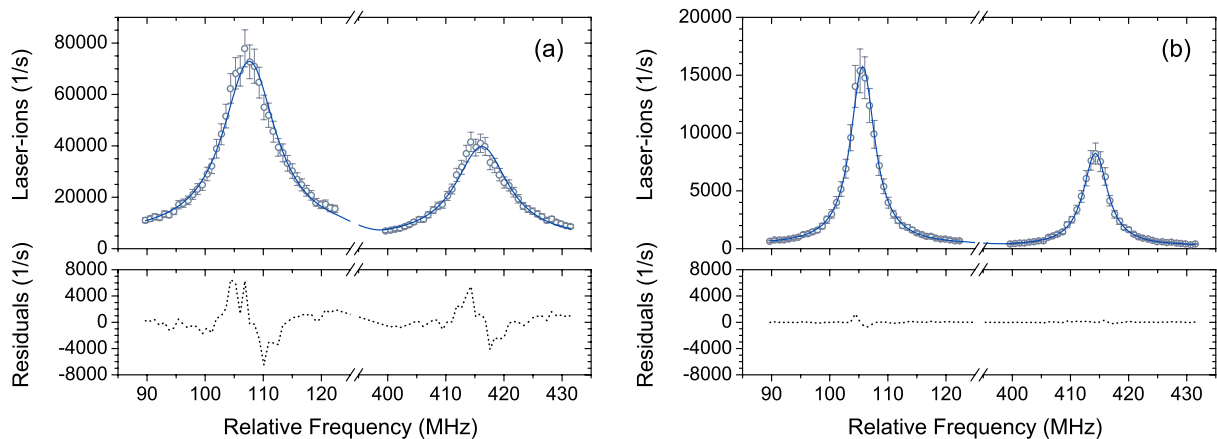 (a)
Laser-ions (1/s)
80000
60000
40000
20000
0
Residuals (1/s)
8000
4000
0
-4000
-8000
90 100 110 120 400 410 420 430
Relative Frequency (MHz)
(b)
Laser-ions (1/s)
20000
15000
10000
5000
0
Residuals (1/s)
8000
4000
0
-4000
-8000
90 100 110 120 400 410 420 430
Relative Frequency (MHz)